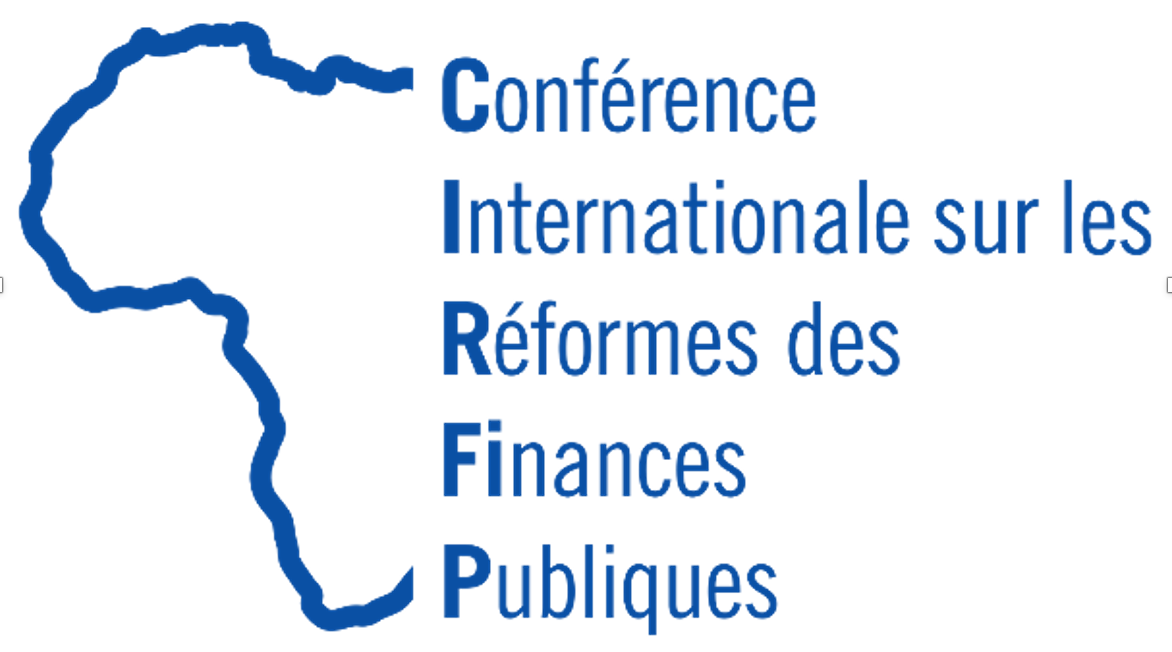 Conférence
Internationale sur les
Réformes des
Finances
Publiques